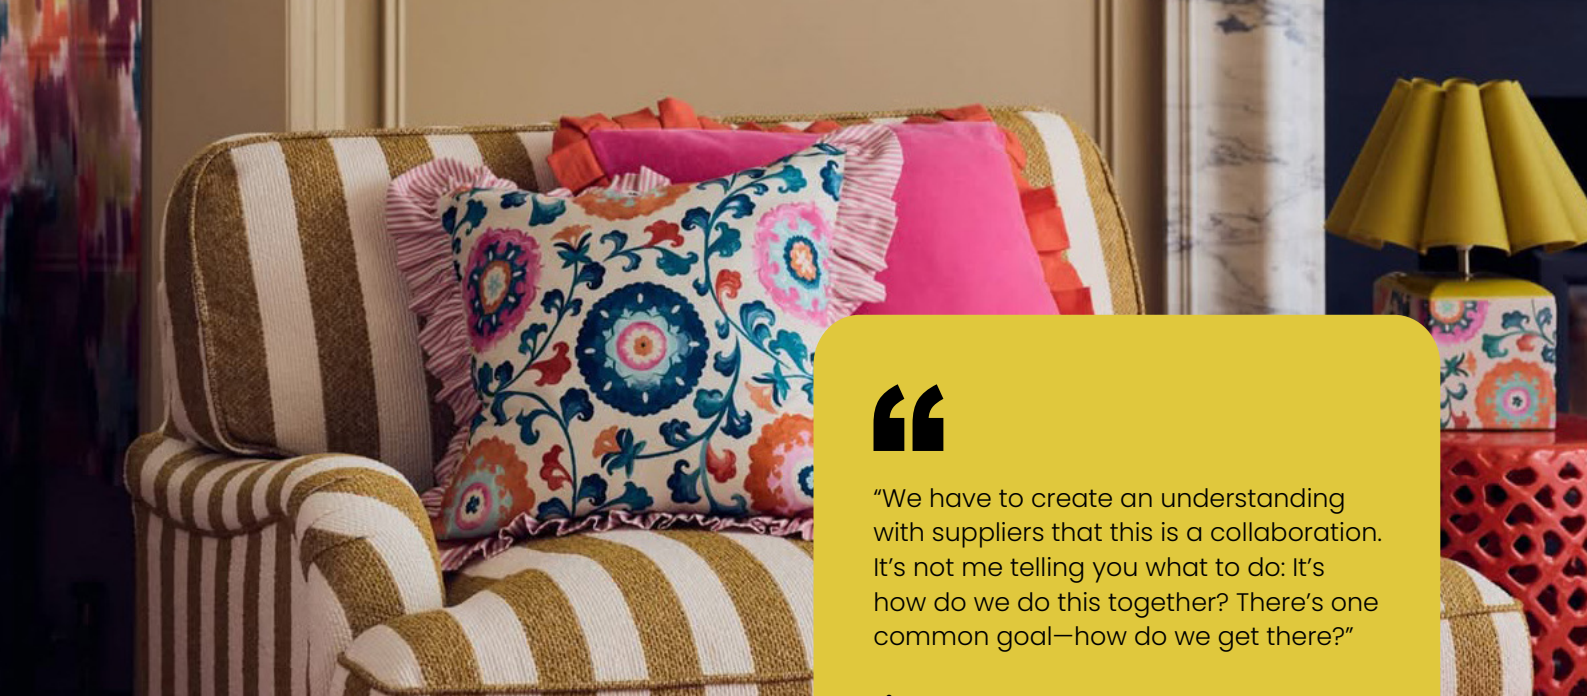 “We have to create an understanding
with suppliers that this is a collaboration.
It’s not me telling you what to do: It’s
how do we do this together? There’s one
common goal—how do we get there?”